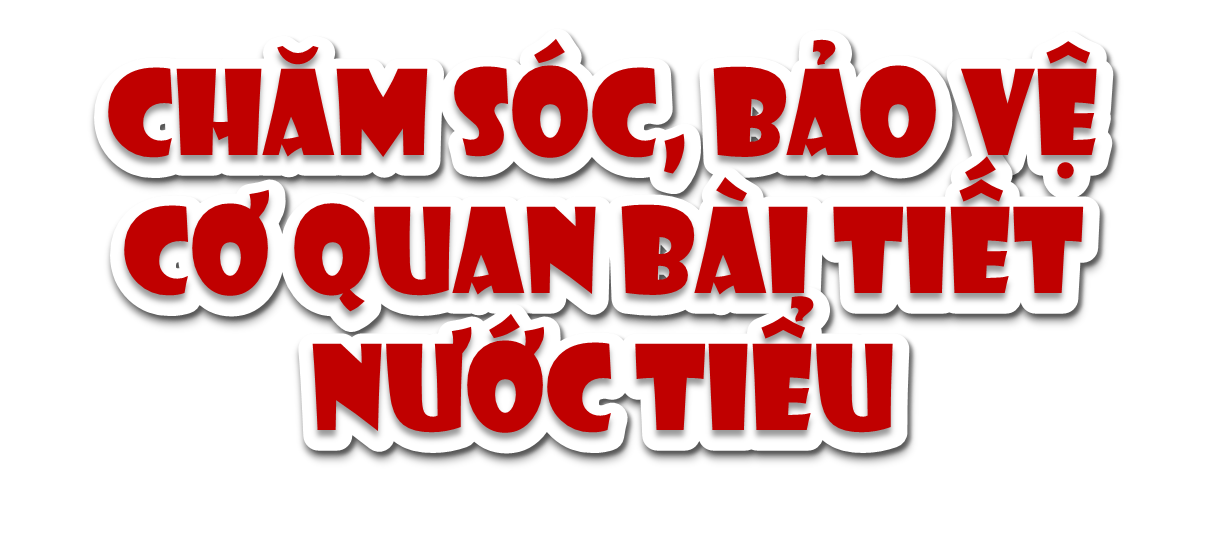 CHĂM SÓC, BẢO VỆ
CƠ QUAN BÀI TIẾT
NƯỚC TIỂU